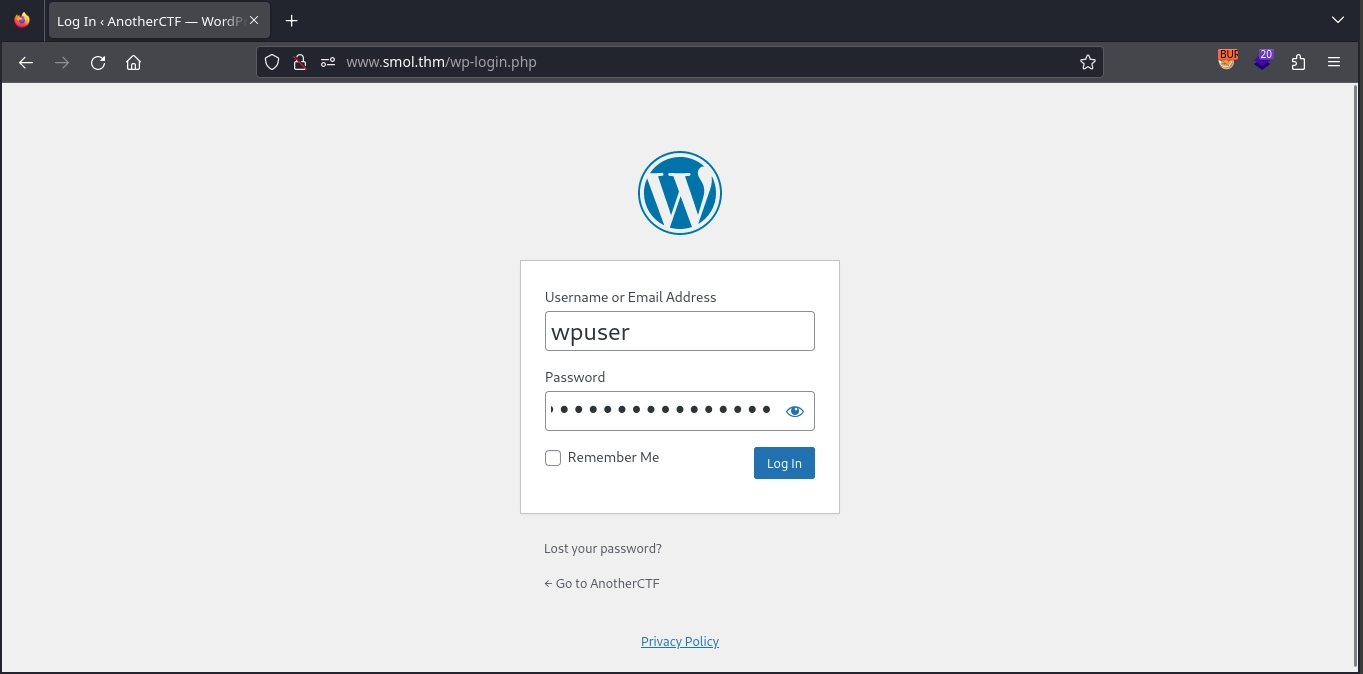 Log In ‹ AnotherCTF — WordP
www.smol.thm/wp-login.php
BUR
20
Username or Email Address
wpuser
Password
Remember Me
Log In
Lost your password?
← Go to AnotherCTF
Privacy Policy